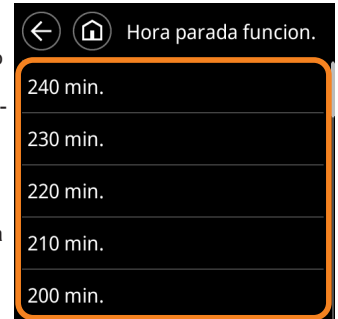 Hora parada funcion.
240 min.
230 min.
220 min.
210 min.
200 min.